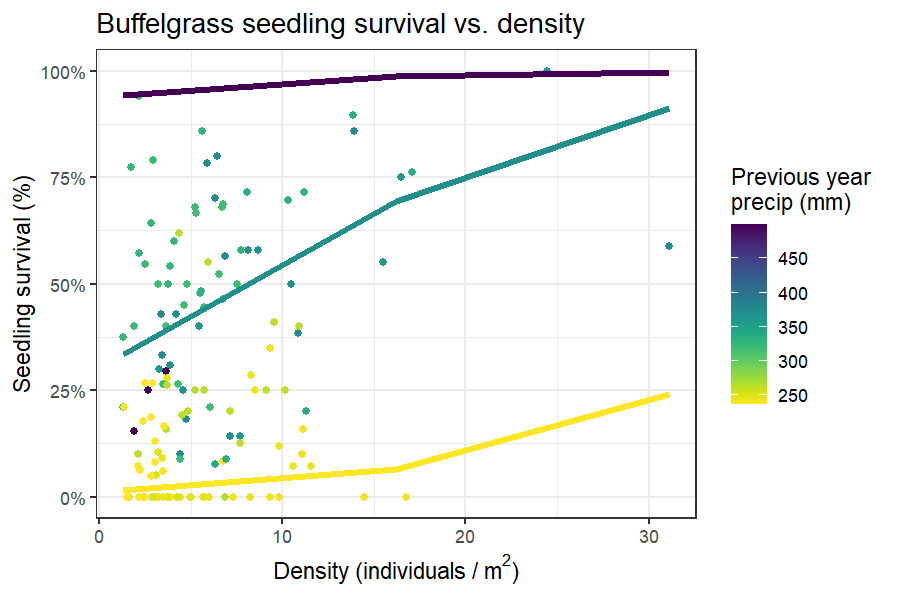 Buffelgrass seedling survival vs. density
Seedling survival (%)
100%
75%
50%
25%
0%
0
10
20
30
Density (individuals / m²)
Previous year
precip (mm)
450
400
350
300
250